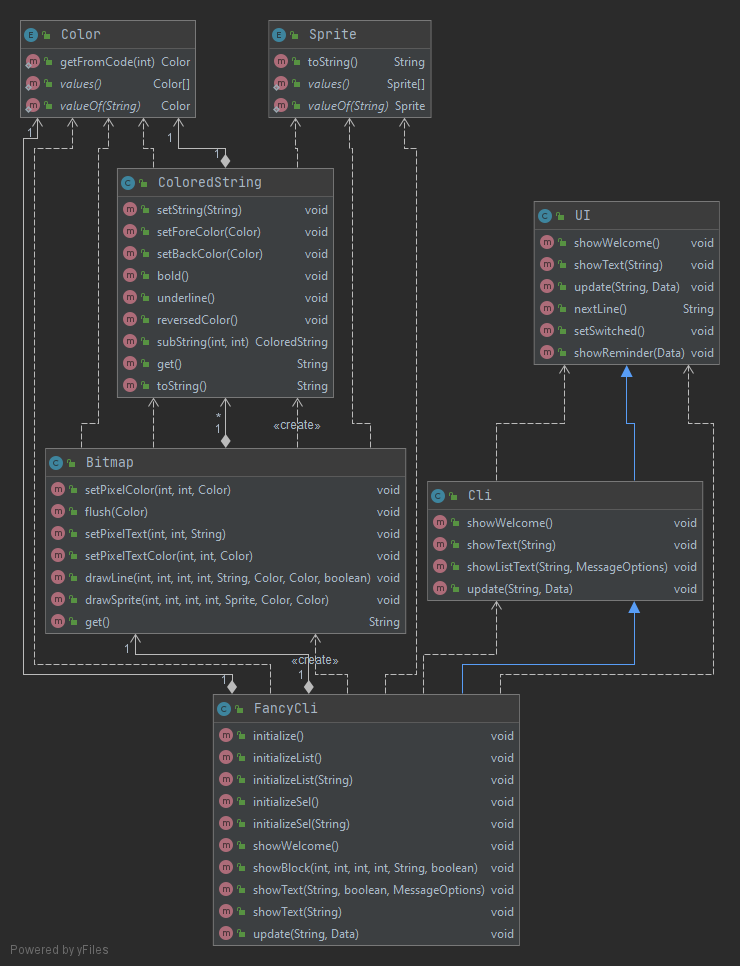 Color
getFromCode(int) Color
values() Color[]
valueOf(String) Color
Sprite
toString() String
values() Sprite[]
valueOf(String) Sprite
1
1
1
ColoredString
setString(String) void
setForeColor(Color) void
setBackColor(Color) void
bold() void
underline() void
reversedColor() void
subString(int, int) ColoredString
get() String
toString() String
UI
showWelcome() void
showText(String) void
update(String, Data) void
nextLine() String
setSwitched() void
showReminder(Data) void
*
1
«create»
Bitmap
setPixelColor(int, int, Color) void
flush(Color) void
setPixelText(int, int, String) void
setPixelTextColor(int, int, Color) void
drawLine(int, int, int, int, String, Color, Color, boolean) void
drawSprite(int, int, int, int, Sprite, Color, Color) void
get() String
Cli
showWelcome() void
showText(String) void
showListText(String, MessageOptions) void
update(String, Data) void
1
«create»
1
1
FancyCli
initialize() void
initializeList() void
initializeList(String) void
initializeSel() void
initializeSel(String) void
showWelcome() void
showBlock(int, int, int, int, String, boolean) void
showText(String, boolean, MessageOptions) void
showText(String) void
update(String, Data) void
Powered by yFiles